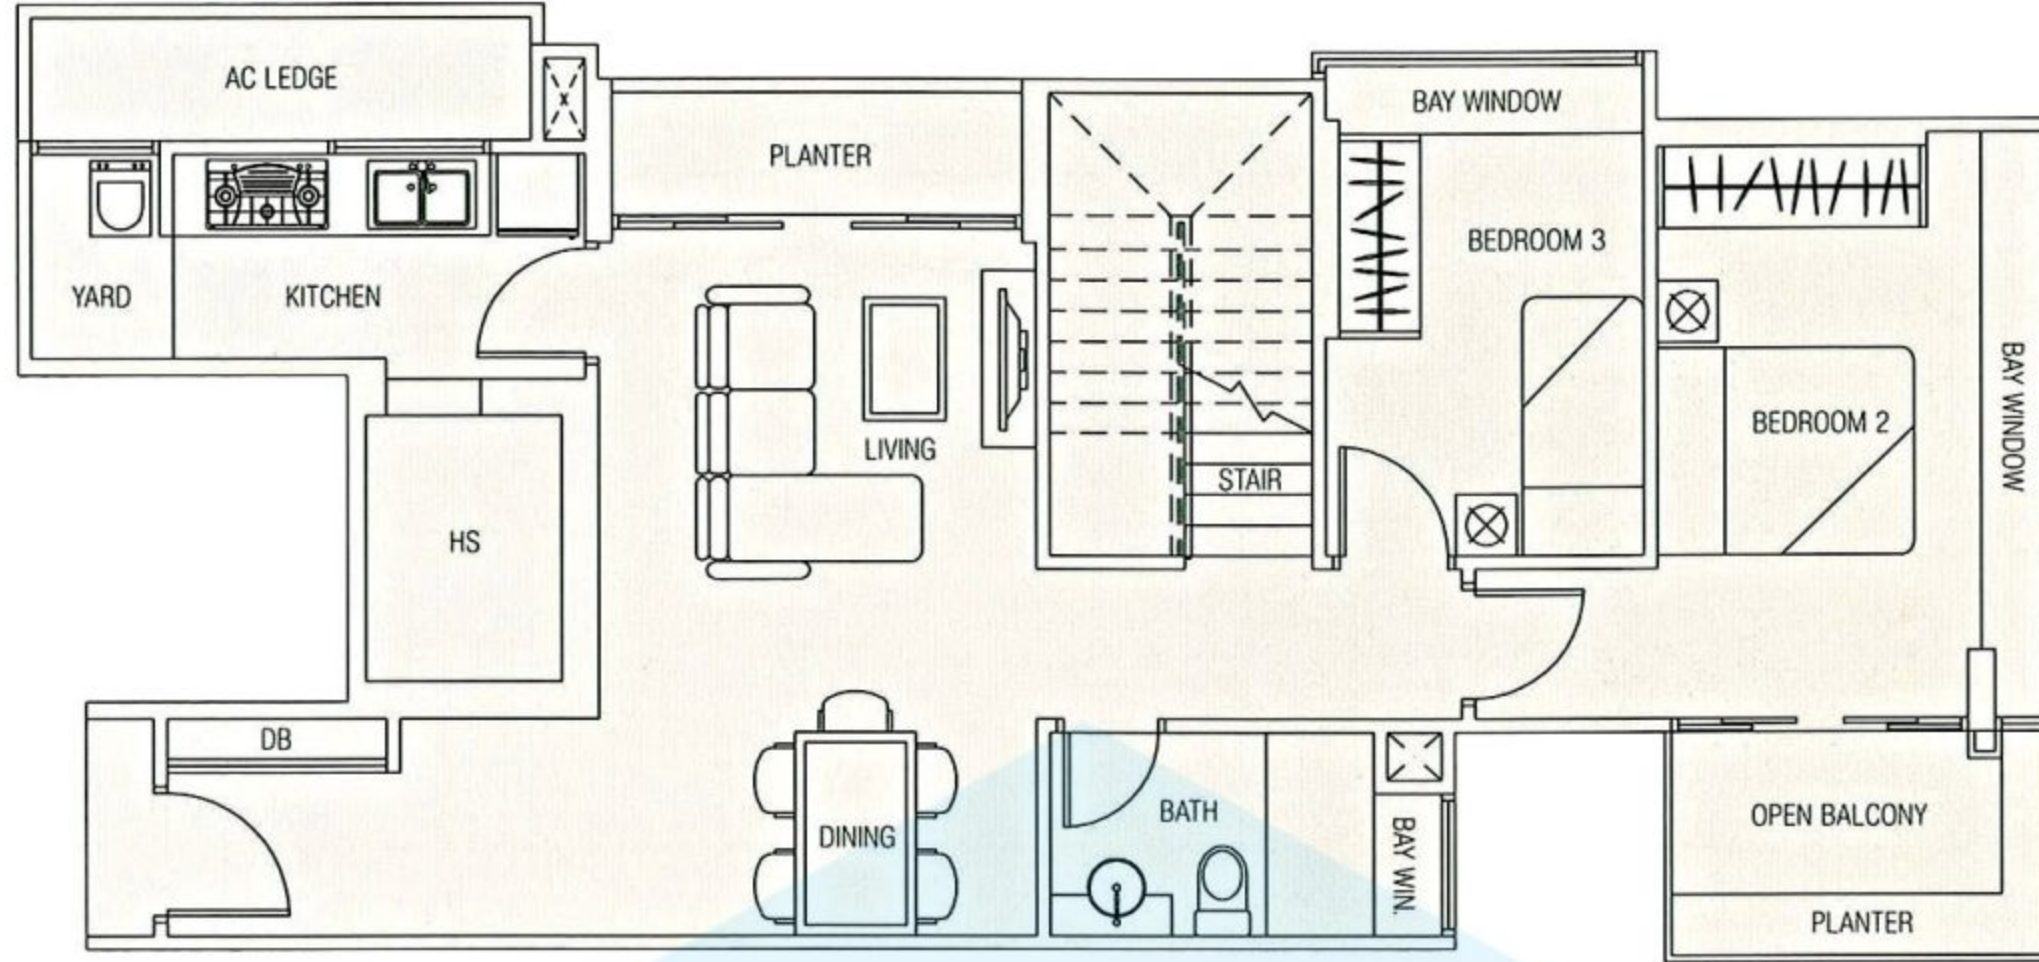 AC LEDGE
PLANTER
BAY WINDOW
YARD
KITCHEN
BEDROOM 3
LIVING
STAIR
BEDROOM 2
BAY WINDOW
HS
DB
DINING
BATH
BAY WIN.
OPEN BALCONY
PLANTER